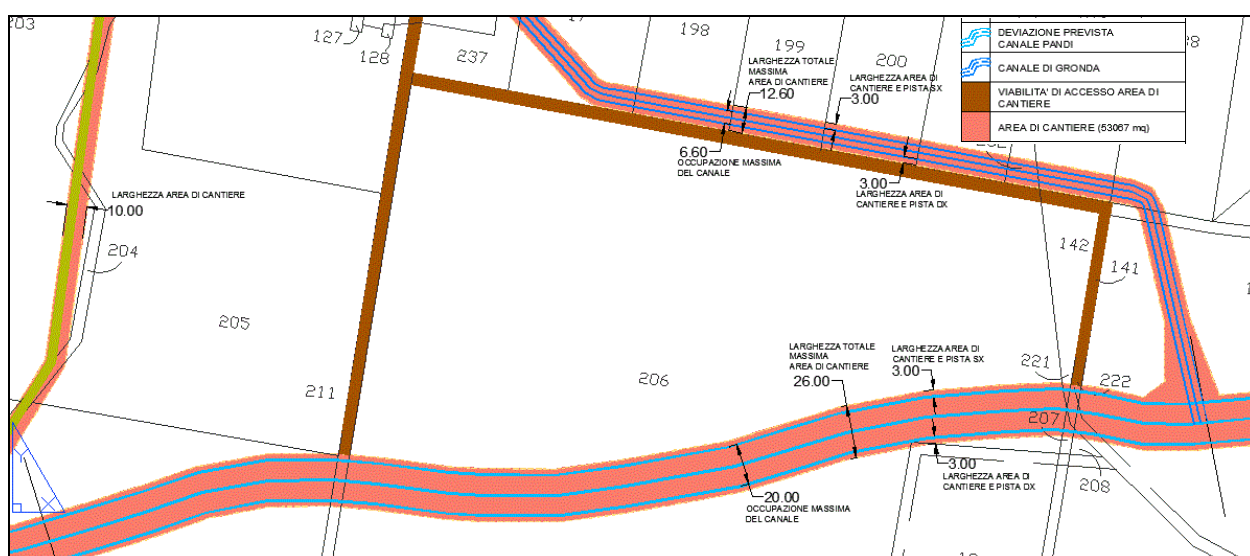 203
17
127
128
237
198
199
200
LARGHEZZA TOTALE
MASSIMA
AREA DI CANTIERE
12.60
LARGHEZZA AREA DI
CANTIERE E PISTA SX
3.00
6.60
OCCUPAZIONE MASSIMA
DEL CANALE
3.00
LARGHEZZA AREA DI
CANTIERE E PISTA DX
DEVIAZIONE PREVISTA
CANALE PANDI
CANALE DI GRONDA
VIABILITA' DI ACCESSO AREA DI
CANTIERE
AREA DI CANTIERE (53067 mq)
LARGHEZZA AREA DI CANTIERE
10.00
204
205
211
206
142
141
221
222
207
208
LARGHEZZA TOTALE
MASSIMA
AREA DI CANTIERE
26.00
LARGHEZZA AREA DI
CANTIERE E PISTA SX
3.00
20.00
OCCUPAZIONE MASSIMA
DEL CANALE
3.00
LARGHEZZA AREA DI
CANTIERE E PISTA DX
Y
X